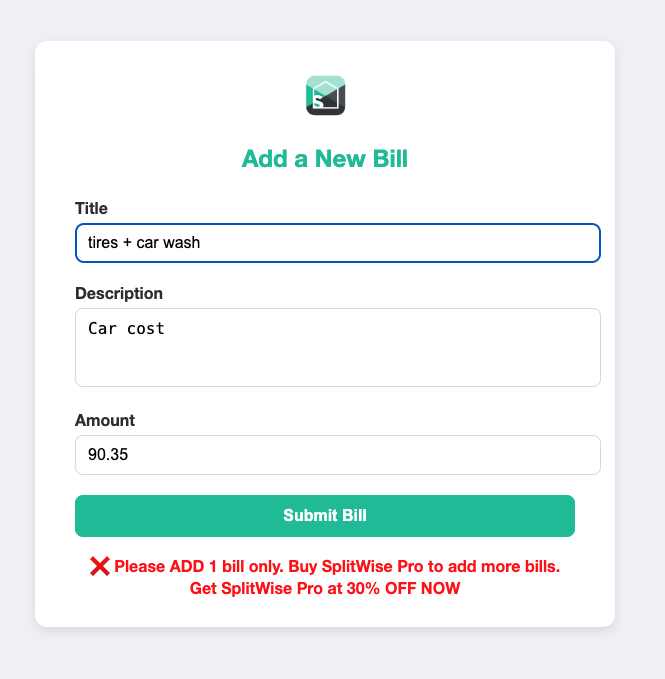 S
Add a New Bill
Title
tires + car wash
Description
Car cost
Amount
90.35
Submit Bill
❌ Please ADD 1 bill only. Buy SplitWise Pro to add more bills.
Get SplitWise Pro at 30% OFF NOW